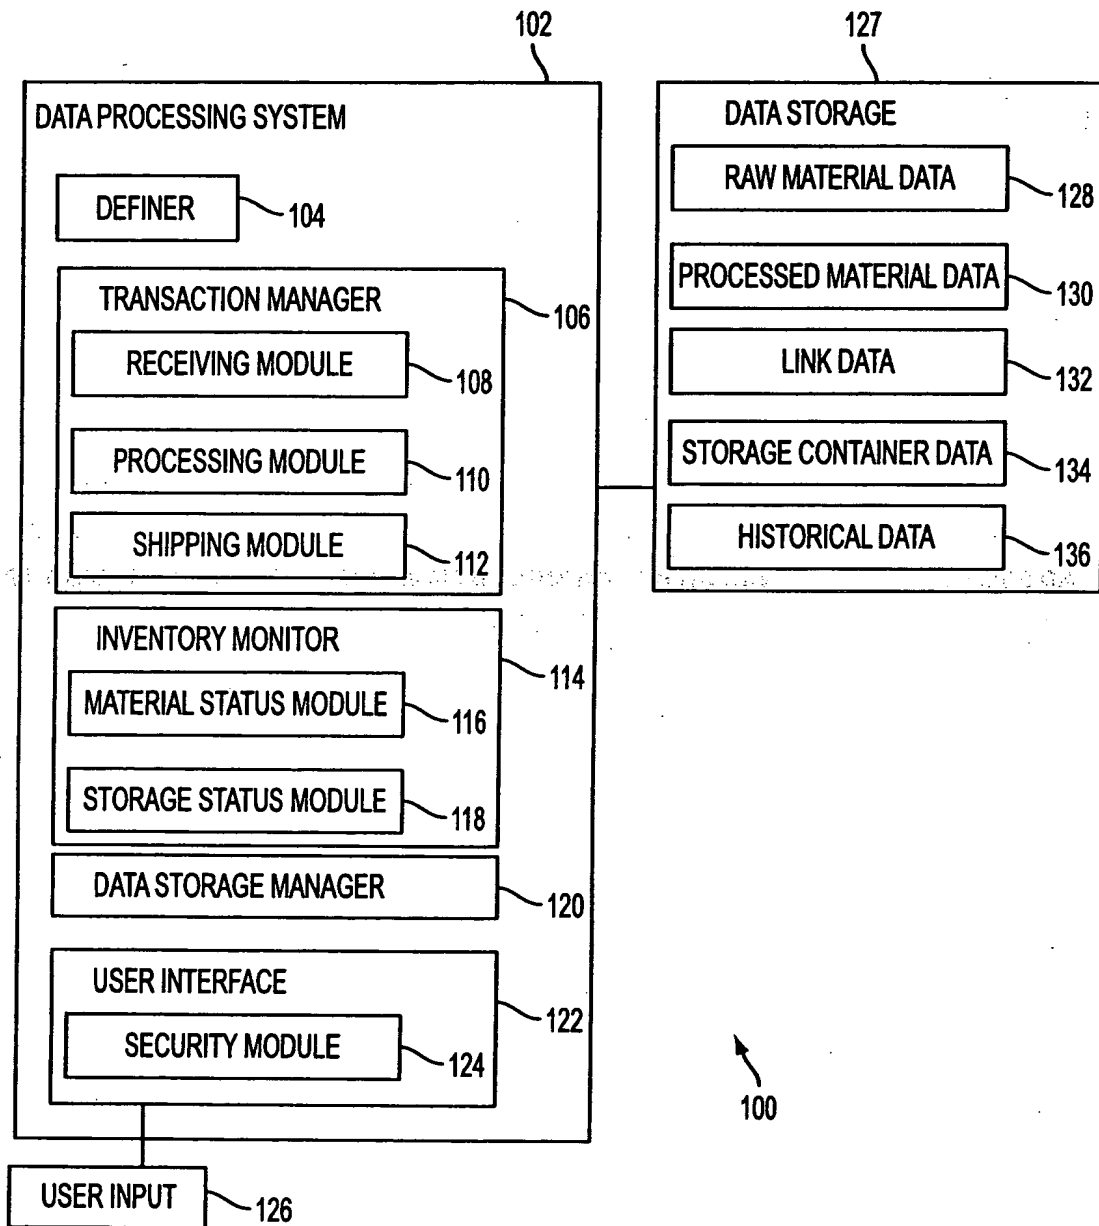 102
127
DATA PROCESSING SYSTEM
DEFINER
104
TRANSACTION MANAGER
106
RECEIVING MODULE
108
PROCESSING MODULE
110
SHIPPING MODULE
112
INVENTORY MONITOR
114
MATERIAL STATUS MODULE
116
STORAGE STATUS MODULE
118
DATA STORAGE MANAGER
120
USER INTERFACE
122
SECURITY MODULE
124
USER INPUT
126
DATA STORAGE
RAW MATERIAL DATA
128
PROCESSED MATERIAL DATA
130
LINK DATA
132
STORAGE CONTAINER DATA
134
HISTORICAL DATA
136
100